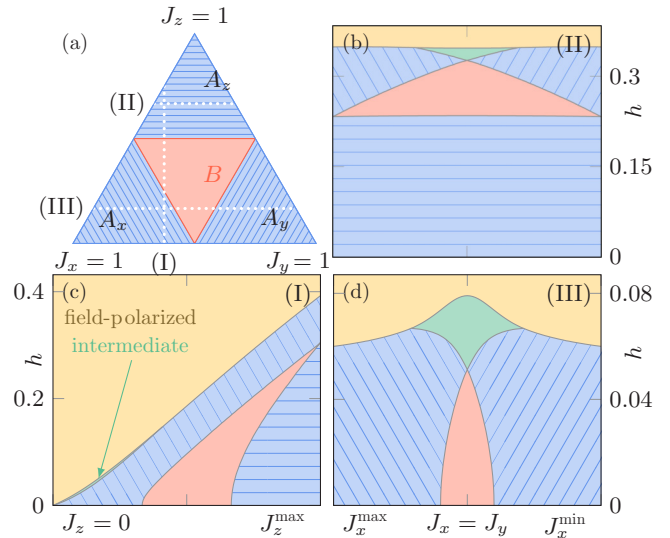 J_z = 1
(a)
(II)
A_z
B
(III)
A_x
A_y
J_x = 1
(I)
J_y = 1
(b)
(II)
0.3
h
0.15
0
(c)
(I)
0.4
h
field-polarized
intermediate
0.2
0
J_z = 0
J_z^max
(d)
(III)
0.08
h
0.04
0
J_x^max
J_x = J_y
J_x^min